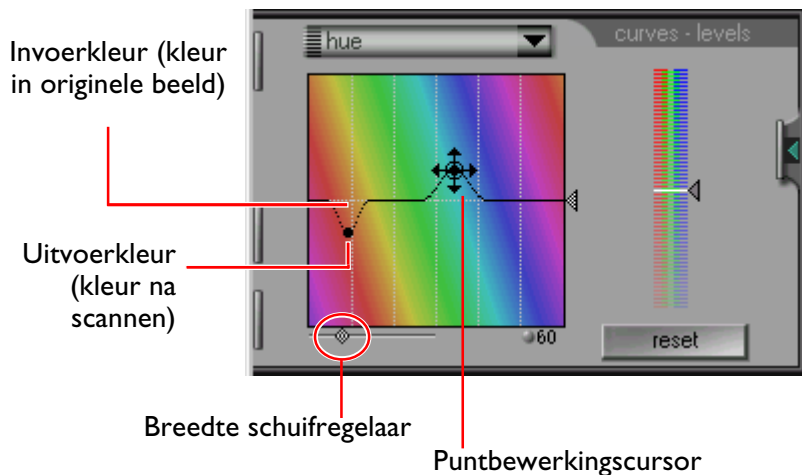 hue
curves - levels
Invoerkleur (kleur
in originele beeld)
Uitvoerkleur
(kleur na
scannen)
60
reset
Breedte schuifregelaar
Puntbewerkingscursor